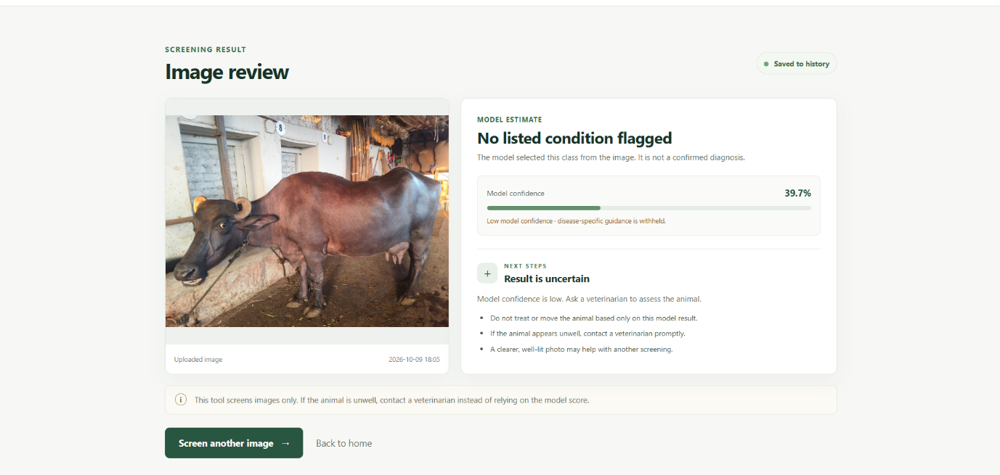 SCREENING RESULT
Image review
Saved to history
8
8
Uploaded image
2026-10-09 18:05
MODEL ESTIMATE
No listed condition flagged
The model selected this class from the image. It is not a confirmed diagnosis.
Model confidence
39.7%
Low model confidence · disease-specific guidance is withheld.
+
NEXT STEPS
Result is uncertain
Model confidence is low. Ask a veterinarian to assess the animal.
• Do not treat or move the animal based only on this model result.
• If the animal appears unwell, contact a veterinarian promptly.
• A clearer, well-lit photo may help with another screening.
i This tool screens images only. If the animal is unwell, contact a veterinarian instead of relying on the model score.
Screen another image →
Back to home